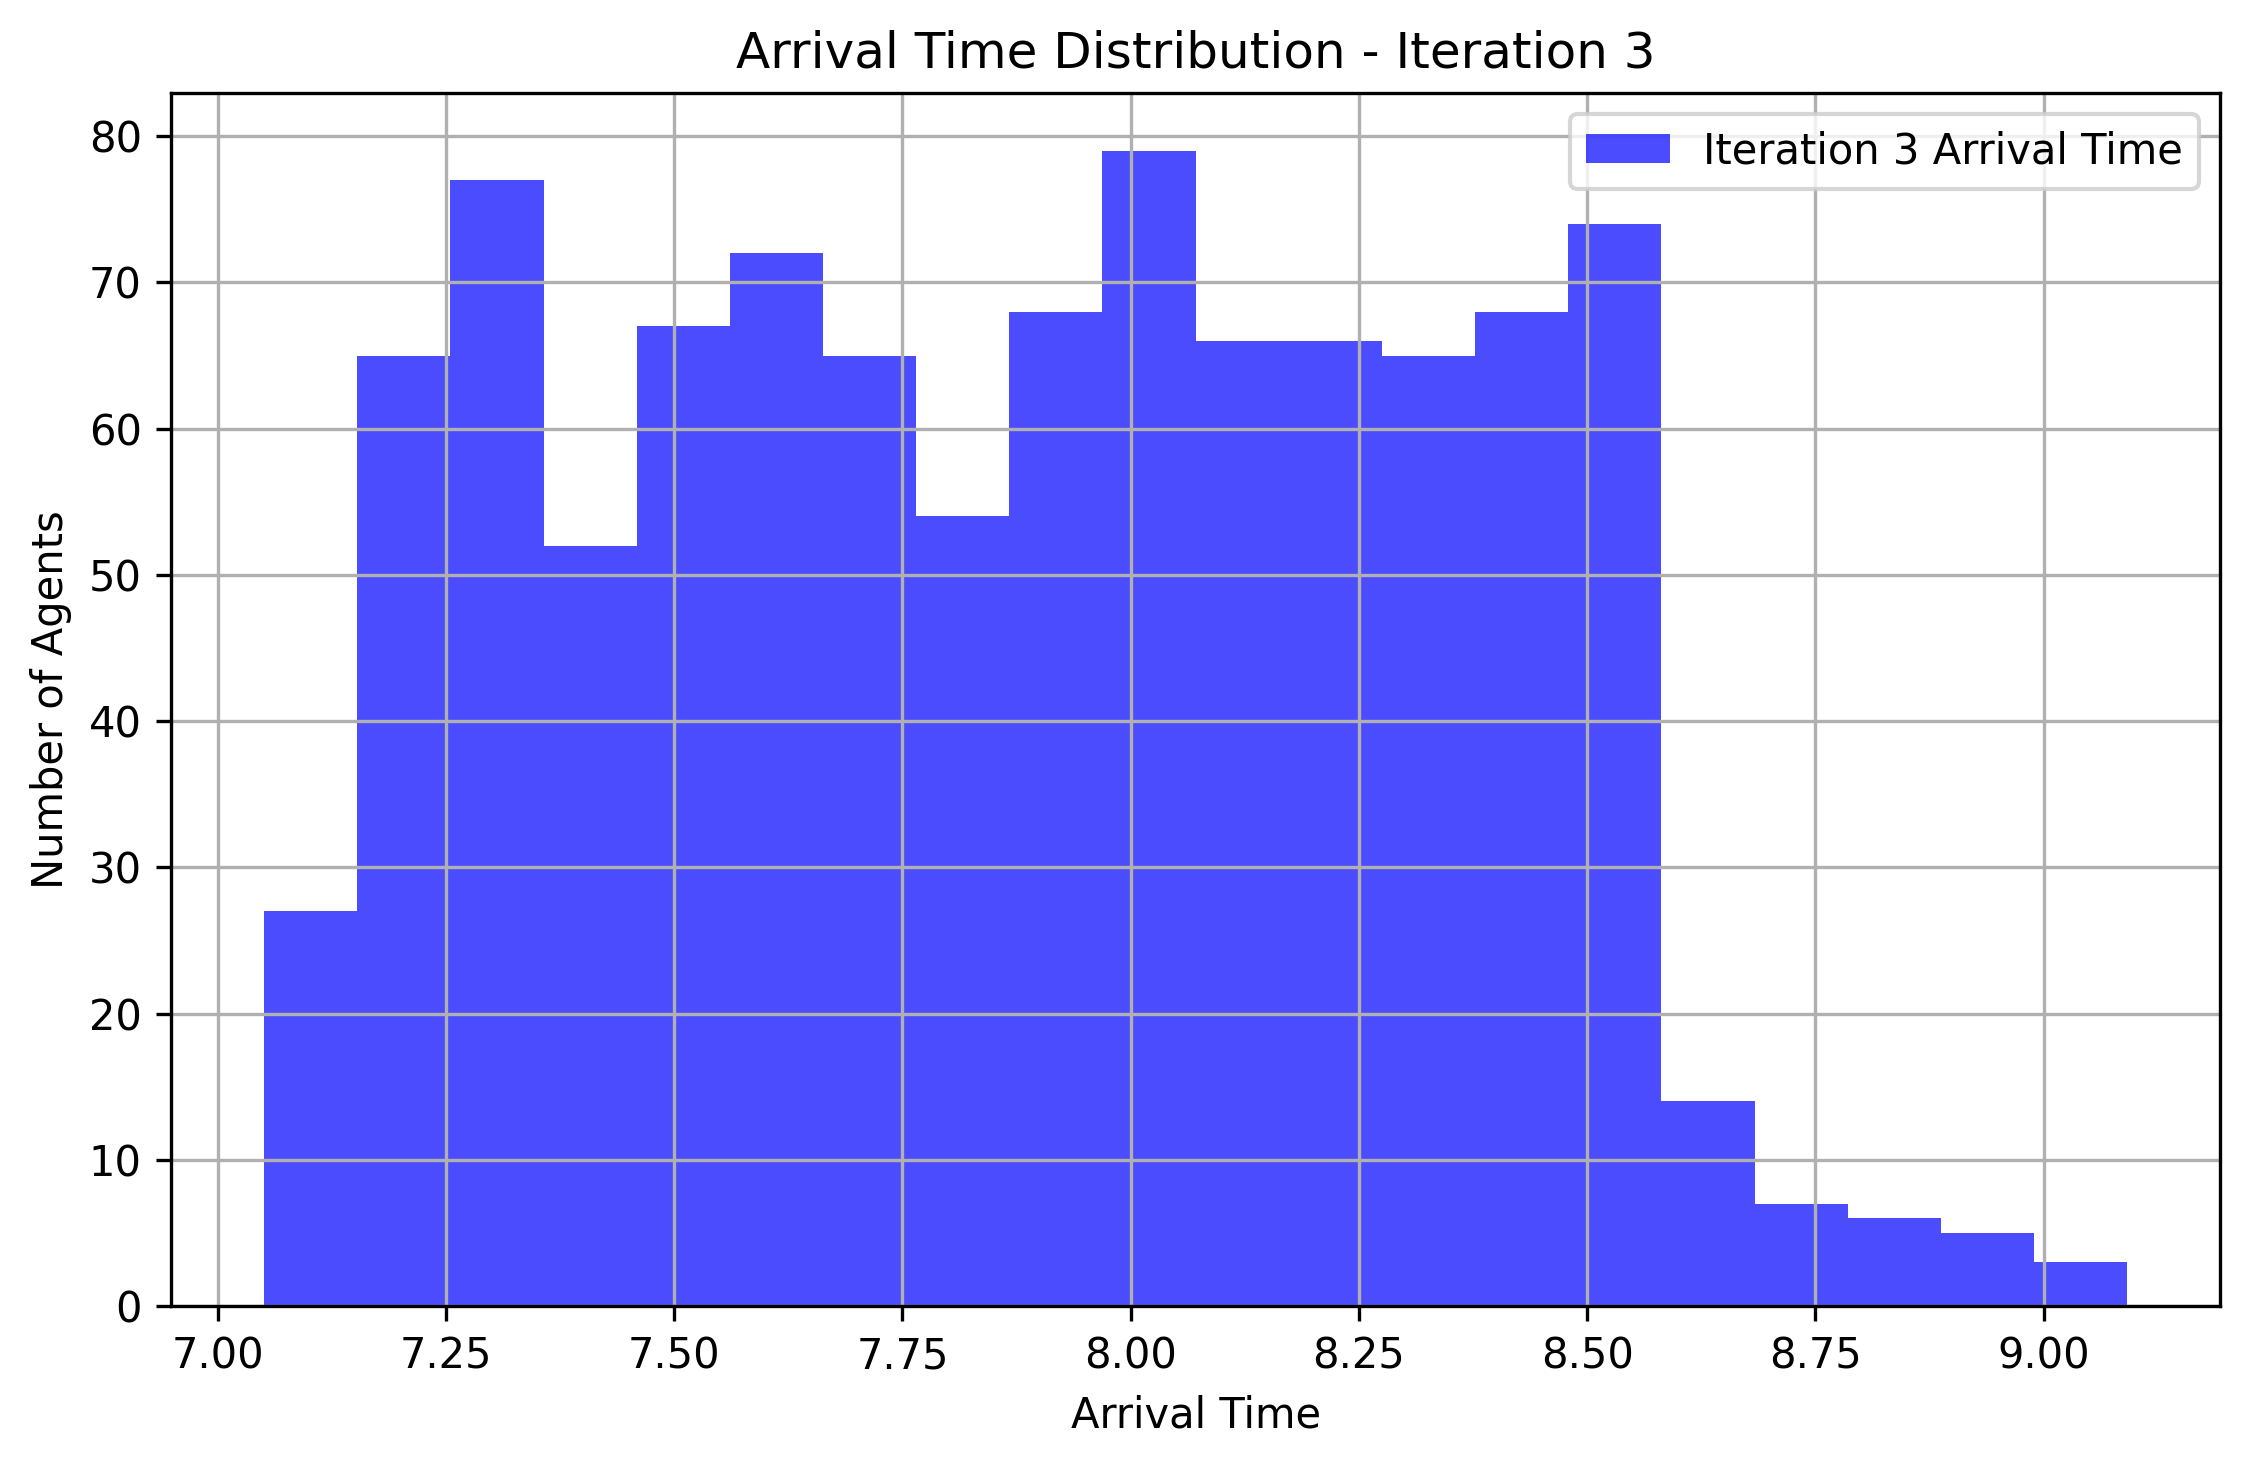 Arrival Time Distribution - Iteration 3
Iteration 3 Arrival Time
Number of Agents
80
70
60
50
40
30
20
10
0
7.00 7.25 7.50 7.75 8.00 8.25 8.50 8.75 9.00
Arrival Time